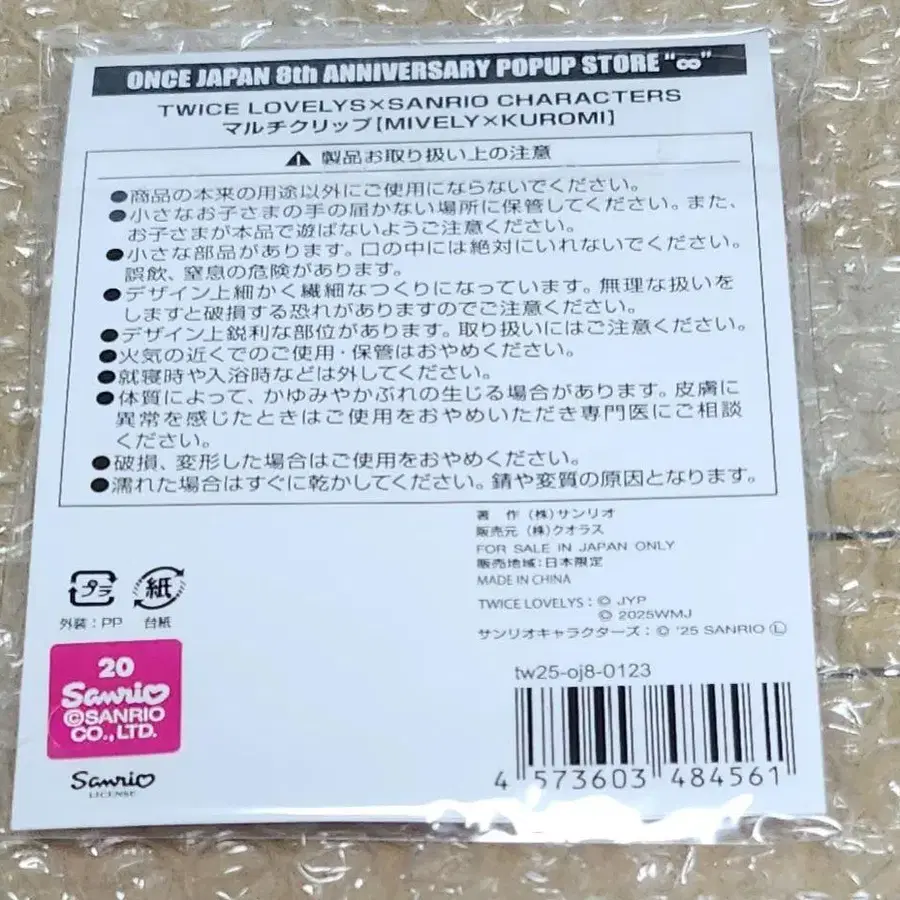 ONCE JAPAN 8th ANNIVERSARY POPUP STORE "∞"
TWICE LOVELYS×SANRIO CHARACTERS
マルチクリップ【MIVELY×KUROMI】
製品お取り扱い上の注意
●商品の本来の用途以外にご使用にならないでください。
●小さなお子さまの手の届かない場所に保管してください。また、
お子さまが本品で遊ばないようご注意ください。
●小さな部品があります。口の中には絶対にいれないでください。
誤飲、窒息の危険があります。
●デザイン上細かく繊細なつくりになっています。無理な扱いを
しますと破損する恐れがありますのでご注意ください。
●デザイン上鋭利な部位があります。取り扱いにはご注意ください。
●火気の近くでのご使用・保管はおやめください。
●就寝時や入浴時などは外してください。
●体質によって、かゆみやかぶれの生じる場合があります。皮膚に
異常を感じたときはご使用をおやめいただき専門医にご相談
ください。
●破損、変形した場合はご使用をおやめください。
●濡れた場合はすぐに乾かしてください。錆や変質の原因となります。
著 作 (株)サンリオ
販売元 (株)クオラス
FOR SALE IN JAPAN ONLY
販売地域:日本限定
MADE IN CHINA
TWICE LOVELYS:© JYP
© 2025WMJ
サンリオキャラクターズ:© '25 SANRIO Ⓛ
プラ 紙
外装:PP 台紙
20
Sanrio
©SANRIO
CO.,LTD.
Sanrio
LICENSE
tw25-oj8-0123
4 573603 484561